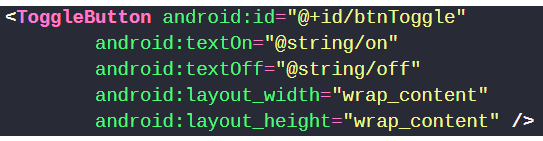 <ToggleButton android:id="@+id/btnToggle"
android:textOn="@string/on"
android:textOff="@string/off"
android:layout_width="wrap_content"
android:layout_height="wrap_content" />